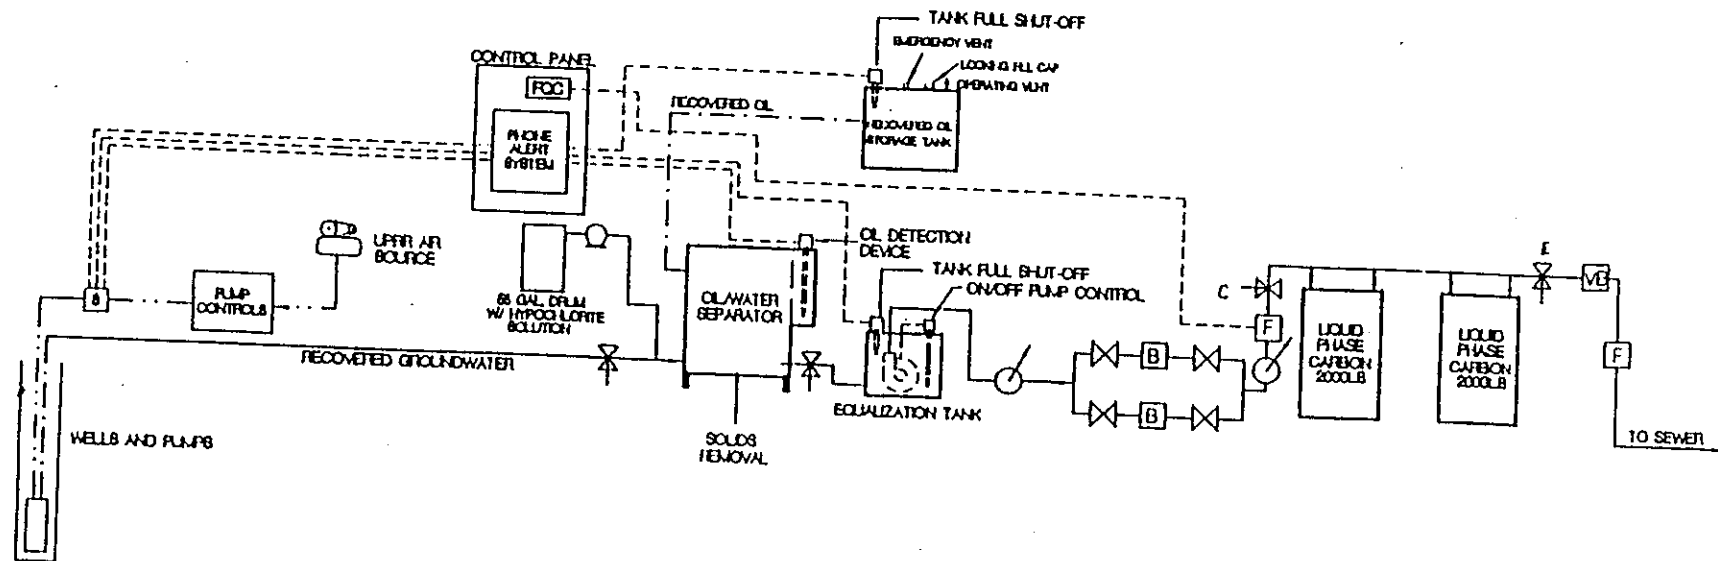 TANK FULL SHUT-OFF
EMERGENCY VENT
LOCKING FILL CAP
OPERATING VENT
CONTROL PANEL
RECOVERED OIL
PHONE
ALERT
SYSTEM
RECOVERED OIL
STORAGE TANK
UPRR AIR
SOURCE
PUMP
CONTROLS
S
55 GAL. DRUM
W/ HYPOCHLORITE
SOLUTION
OIL/WATER
SEPARATOR
OIL DETECTION
DEVICE
TANK FULL SHUT-OFF
ON/OFF PUMP CONTROL
E
C
F
F
B
B
LIQUID
PHASE
CARBON
2000LB
LIQUID
PHASE
CARBON
2000LB
RECOVERED GROUNDWATER
EQUALIZATION TANK
WELLS AND PUMPS
SOLIDS
REMOVAL
TO SEWER